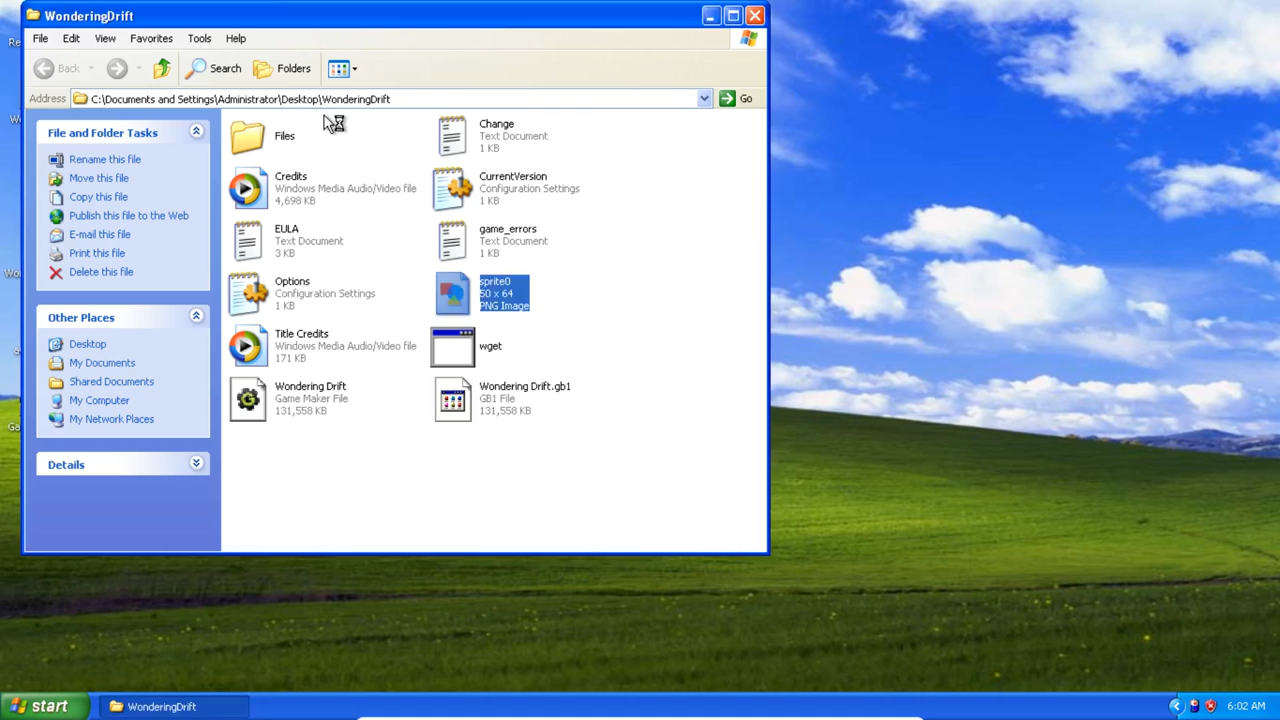 WonderingDrift
File Edit View Favorites Tools Help
Back Search Folders
Address C:\Documents and Settings\Administrator\Desktop\WonderingDrift Go
File and Folder Tasks
Rename this file
Move this file
Copy this file
Publish this file to the Web
E-mail this file
Print this file
Delete this file
Other Places
Desktop
My Documents
Shared Documents
My Computer
My Network Places
Details
Files
Change
Text Document
1 KB
Credits
Windows Media Audio/Video file
4,698 KB
CurrentVersion
Configuration Settings
1 KB
EULA
Text Document
3 KB
game_errors
Text Document
1 KB
Options
Configuration Settings
1 KB
sprite0
50 x 64
PNG Image
Title Credits
Windows Media Audio/Video file
171 KB
wget
Wondering Drift
Game Maker File
131,558 KB
Wondering Drift.gb1
GB1 File
131,558 KB
Re
start WonderingDrift 6:02 AM